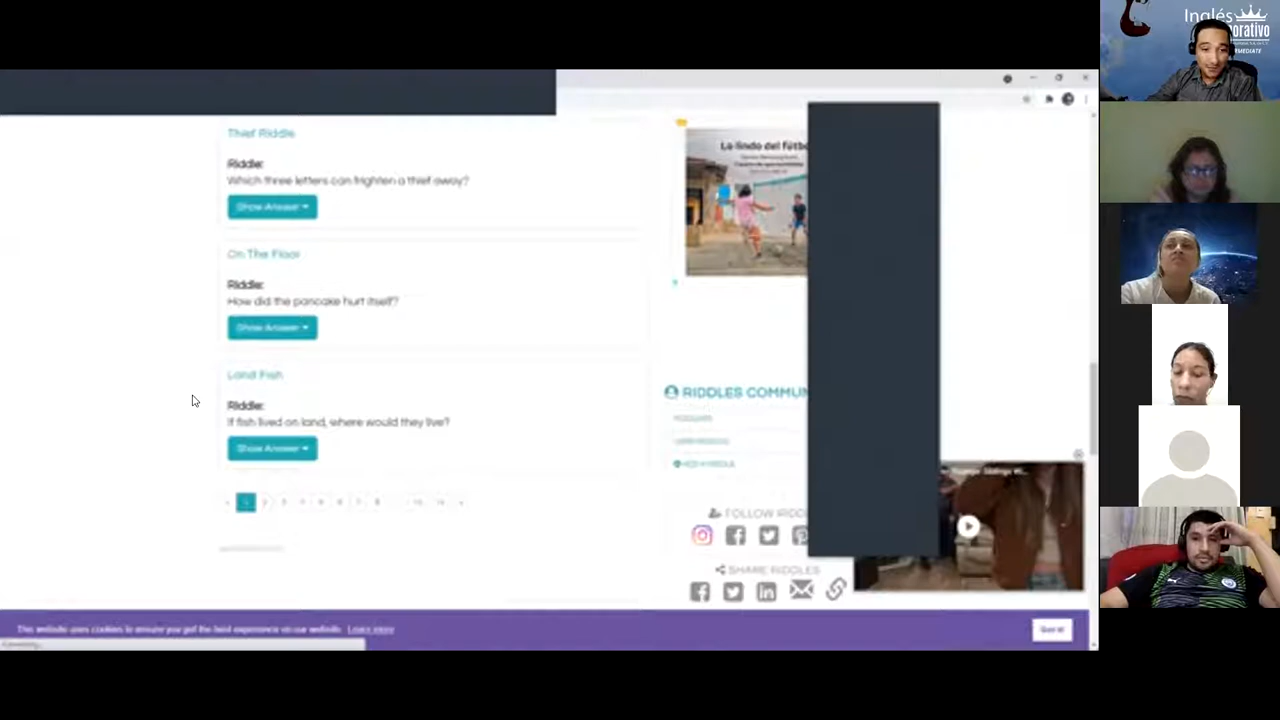 Thief Riddle
Riddle:
Which three letters can frighten a thief away?
Show Answer
On The Floor
Riddle:
How did the pancake hurt itself?
Show Answer
Land Fish
Riddle:
If fish lived on land, where would they live?
Show Answer
Lo lindo del fútbo
RIDDLES COMMUN
FOLLOW RIDD
SHARE RIDDLES
This website uses cookies to ensure you get the best experience on our website. Learn more
Got it!
Inglés
orativo